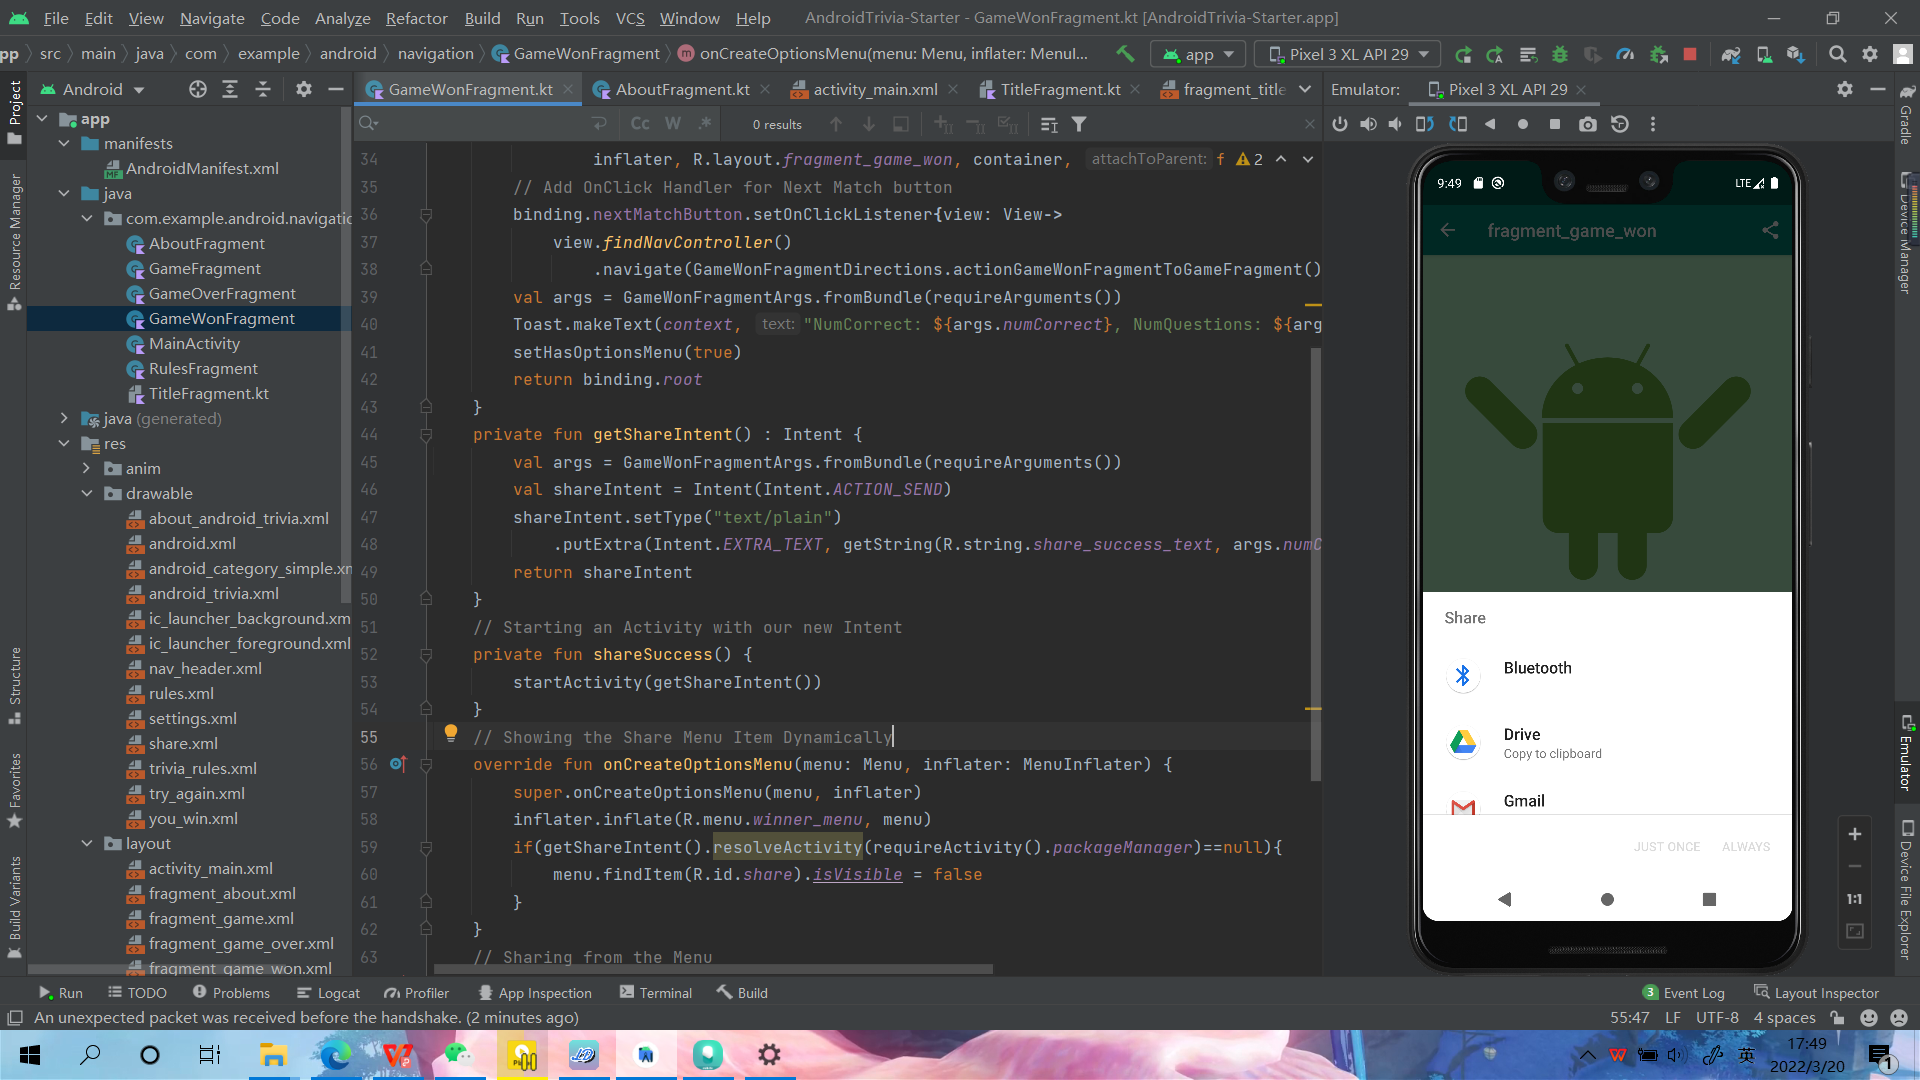 File Edit View Navigate Code Analyze Refactor Build Run Tools VCS Window Help AndroidTrivia-Starter - GameWonFragment.kt [AndroidTrivia-Starter.app]
pp src main java com example android navigation GameWonFragment onCreateOptionsMenu(menu: Menu, inflater: MenuI... app Pixel 3 XL API 29
Android
GameWonFragment.kt AboutFragment.kt activity_main.xml TitleFragment.kt fragment_title
Emulator: Pixel 3 XL API 29
Cc W .* 0 results
Project
Resource Manager
Structure
Favorites
Build Variants
app
manifests
AndroidManifest.xml
java
com.example.android.navigatio
AboutFragment
GameFragment
GameOverFragment
GameWonFragment
MainActivity
RulesFragment
TitleFragment.kt
java (generated)
res
anim
drawable
about_android_trivia.xml
android.xml
android_category_simple.xm
android_trivia.xml
ic_launcher_background.xm
ic_launcher_foreground.xml
nav_header.xml
rules.xml
settings.xml
share.xml
trivia_rules.xml
try_again.xml
you_win.xml
layout
activity_main.xml
fragment_about.xml
fragment_game.xml
fragment_game_over.xml
fragment_game_won.xml
34 inflater, R.layout.fragment_game_won, container, attachToParent: f 2
35 // Add OnClick Handler for Next Match button
36 binding.nextMatchButton.setOnClickListener{view: View->
37 view.findNavController()
38 .navigate(GameWonFragmentDirections.actionGameWonFragmentToGameFragment()
39 val args = GameWonFragmentArgs.fromBundle(requireArguments())
40 Toast.makeText(context, text: "NumCorrect: ${args.numCorrect}, NumQuestions: ${arg
41 setHasOptionsMenu(true)
42 return binding.root
43 }
44 private fun getShareIntent() : Intent {
45 val args = GameWonFragmentArgs.fromBundle(requireArguments())
46 val shareIntent = Intent(Intent.ACTION_SEND)
47 shareIntent.setType("text/plain")
48 .putExtra(Intent.EXTRA_TEXT, getString(R.string.share_success_text, args.numC
49 return shareIntent
50 }
51 // Starting an Activity with our new Intent
52 private fun shareSuccess() {
53 startActivity(getShareIntent())
54 }
55 // Showing the Share Menu Item Dynamically
56 override fun onCreateOptionsMenu(menu: Menu, inflater: MenuInflater) {
57 super.onCreateOptionsMenu(menu, inflater)
58 inflater.inflate(R.menu.winner_menu, menu)
59 if(getShareIntent().resolveActivity(requireActivity().packageManager)==null){
60 menu.findItem(R.id.share).isVisible = false
61 }
62 }
63 // Sharing from the Menu
9:49 LTE
fragment_game_won
Share
Bluetooth
Drive
Copy to clipboard
Gmail
JUST ONCE ALWAYS
1:1
Gradle
Device Manager
Emulator
Device File Explorer
Run TODO Problems Logcat Profiler App Inspection Terminal Build 3 Event Log Layout Inspector
An unexpected packet was received before the handshake. (2 minutes ago) 55:47 LF UTF-8 4 spaces
英 17:49
2022/3/20
1